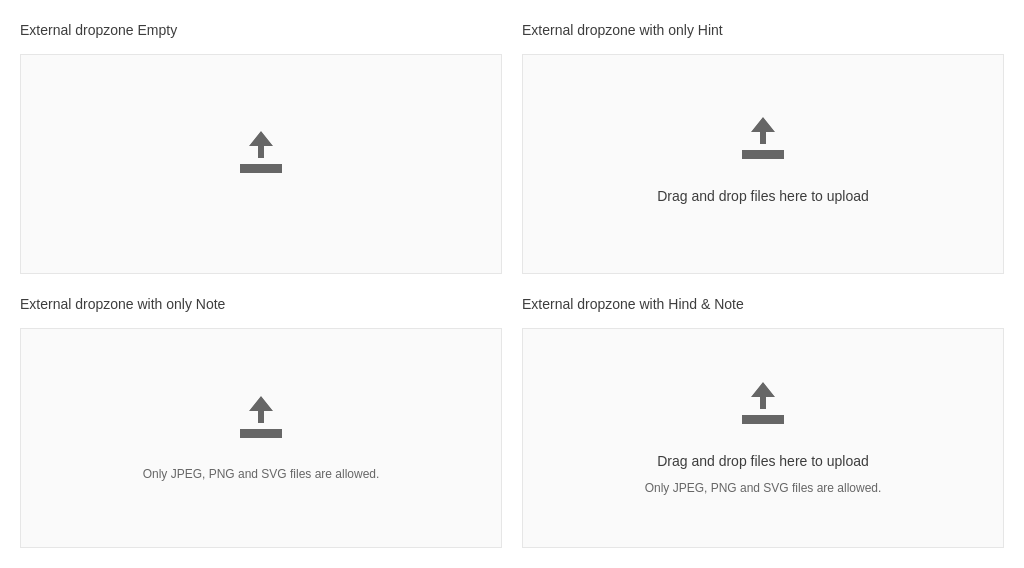 External dropzone Empty
External dropzone with only Hint
Drag and drop files here to upload
External dropzone with only Note
External dropzone with Hind & Note
Only JPEG, PNG and SVG files are allowed.
Drag and drop files here to upload
Only JPEG, PNG and SVG files are allowed.